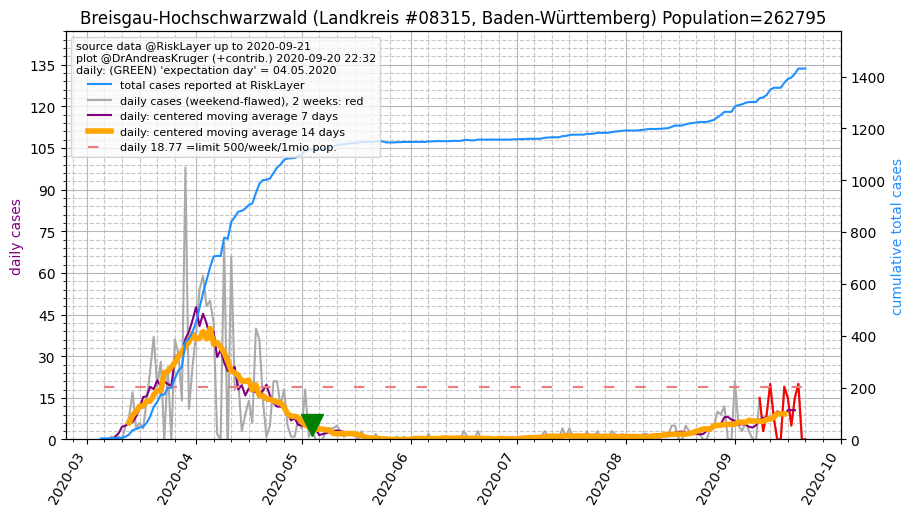 Breisgau-Hochschwarzwald (Landkreis #08315, Baden-Württemberg) Population=262795
source data @RiskLayer up to 2020-09-21
plot @DrAndreasKruger (+contrib.) 2020-09-20 22:32
daily: (GREEN) 'expectation day' = 04.05.2020
total cases reported at RiskLayer
daily cases (weekend-flawed), 2 weeks: red
daily: centered moving average 7 days
daily: centered moving average 14 days
daily 18.77 =limit 500/week/1mio pop.
daily cases
135
120
105
90
75
60
45
30
15
0
cumulative total cases
1400
1200
1000
800
600
400
200
0
2020-03
2020-04
2020-05
2020-06
2020-07
2020-08
2020-09
2020-10